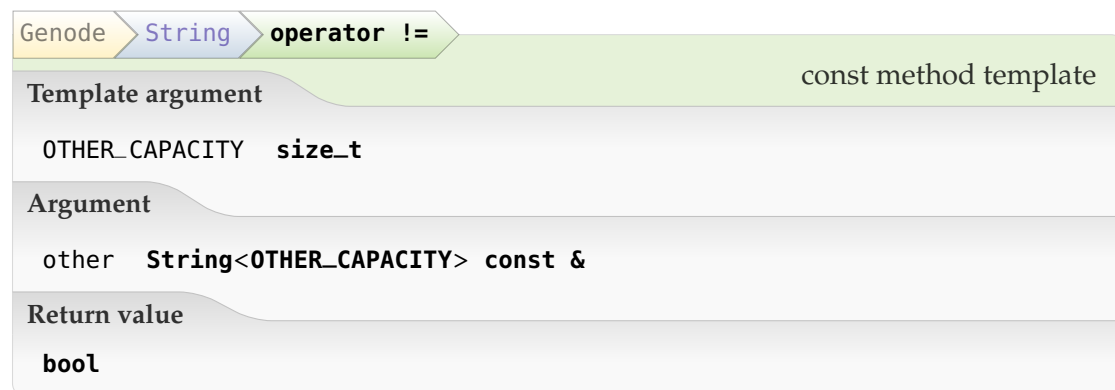 Genode String operator !=
const method template
Template argument
OTHER_CAPACITY size_t
Argument
other String<OTHER_CAPACITY> const &
Return value
bool